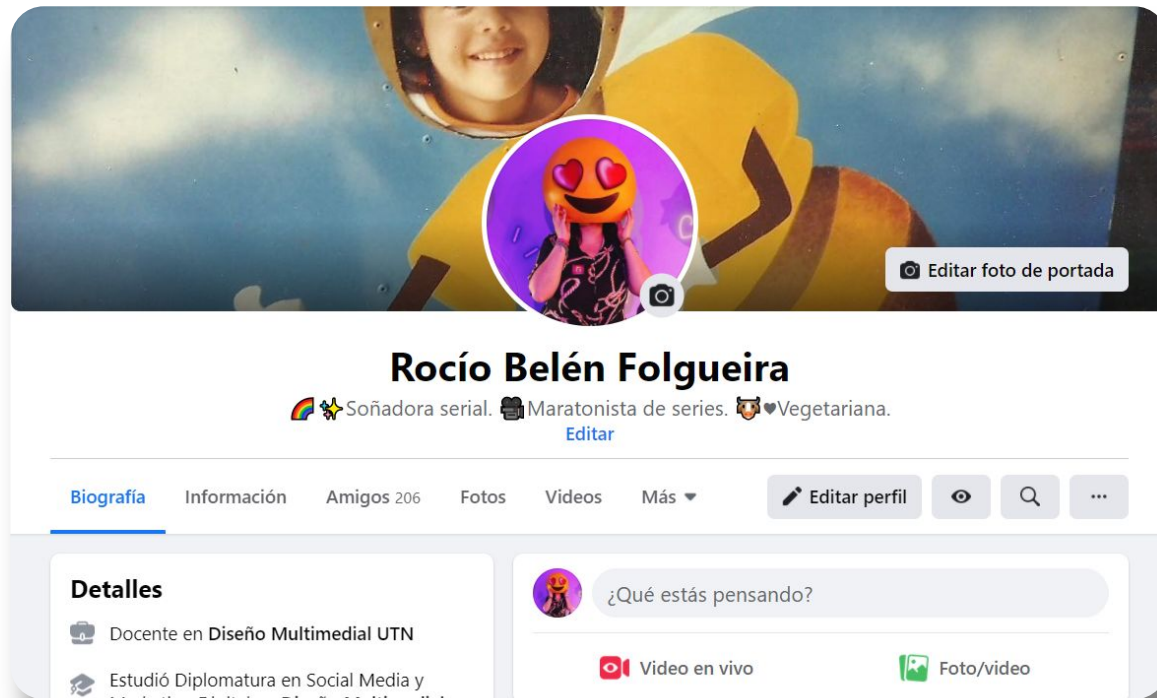 Editar foto de portada
Rocío Belén Folgueira
🌈✨Soñadora serial. 🎥Maratonista de series. 🐮♥Vegetariana.
Editar
Biografía Información Amigos 206 Fotos Videos Más Editar perfil
Detalles
Docente en Diseño Multimedial UTN
Estudió Diplomatura en Social Media y
¿Qué estás pensando?
Video en vivo Foto/video